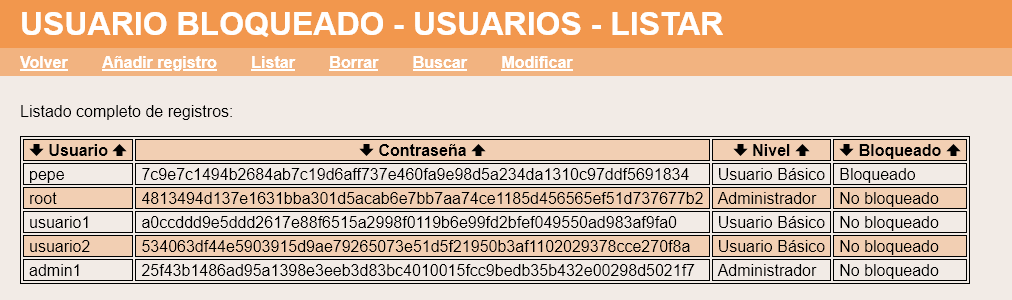 USUARIO BLOQUEADO - USUARIOS - LISTAR
Volver Añadir registro Listar Borrar Buscar Modificar
Listado completo de registros:
🡇 Usuario 🡅 🡇 Contraseña 🡅 🡇 Nivel 🡅 🡇 Bloqueado 🡅
pepe 7c9e7c1494b2684ab7c19d6aff737e460fa9e98d5a234da1310c97ddf5691834 Usuario Básico Bloqueado
root 4813494d137e1631bba301d5acab6e7bb7aa74ce1185d456565ef51d737677b2 Administrador No bloqueado
usuario1 a0ccddd9e5ddd2617e88f6515a2998f0119b6e99fd2bfef049550ad983af9fa0 Usuario Básico No bloqueado
usuario2 534063df44e5903915d9ae79265073e51d5f21950b3af1102029378cce270f8a Usuario Básico No bloqueado
admin1 25f43b1486ad95a1398e3eeb3d83bc4010015fcc9bedb35b432e00298d5021f7 Administrador No bloqueado